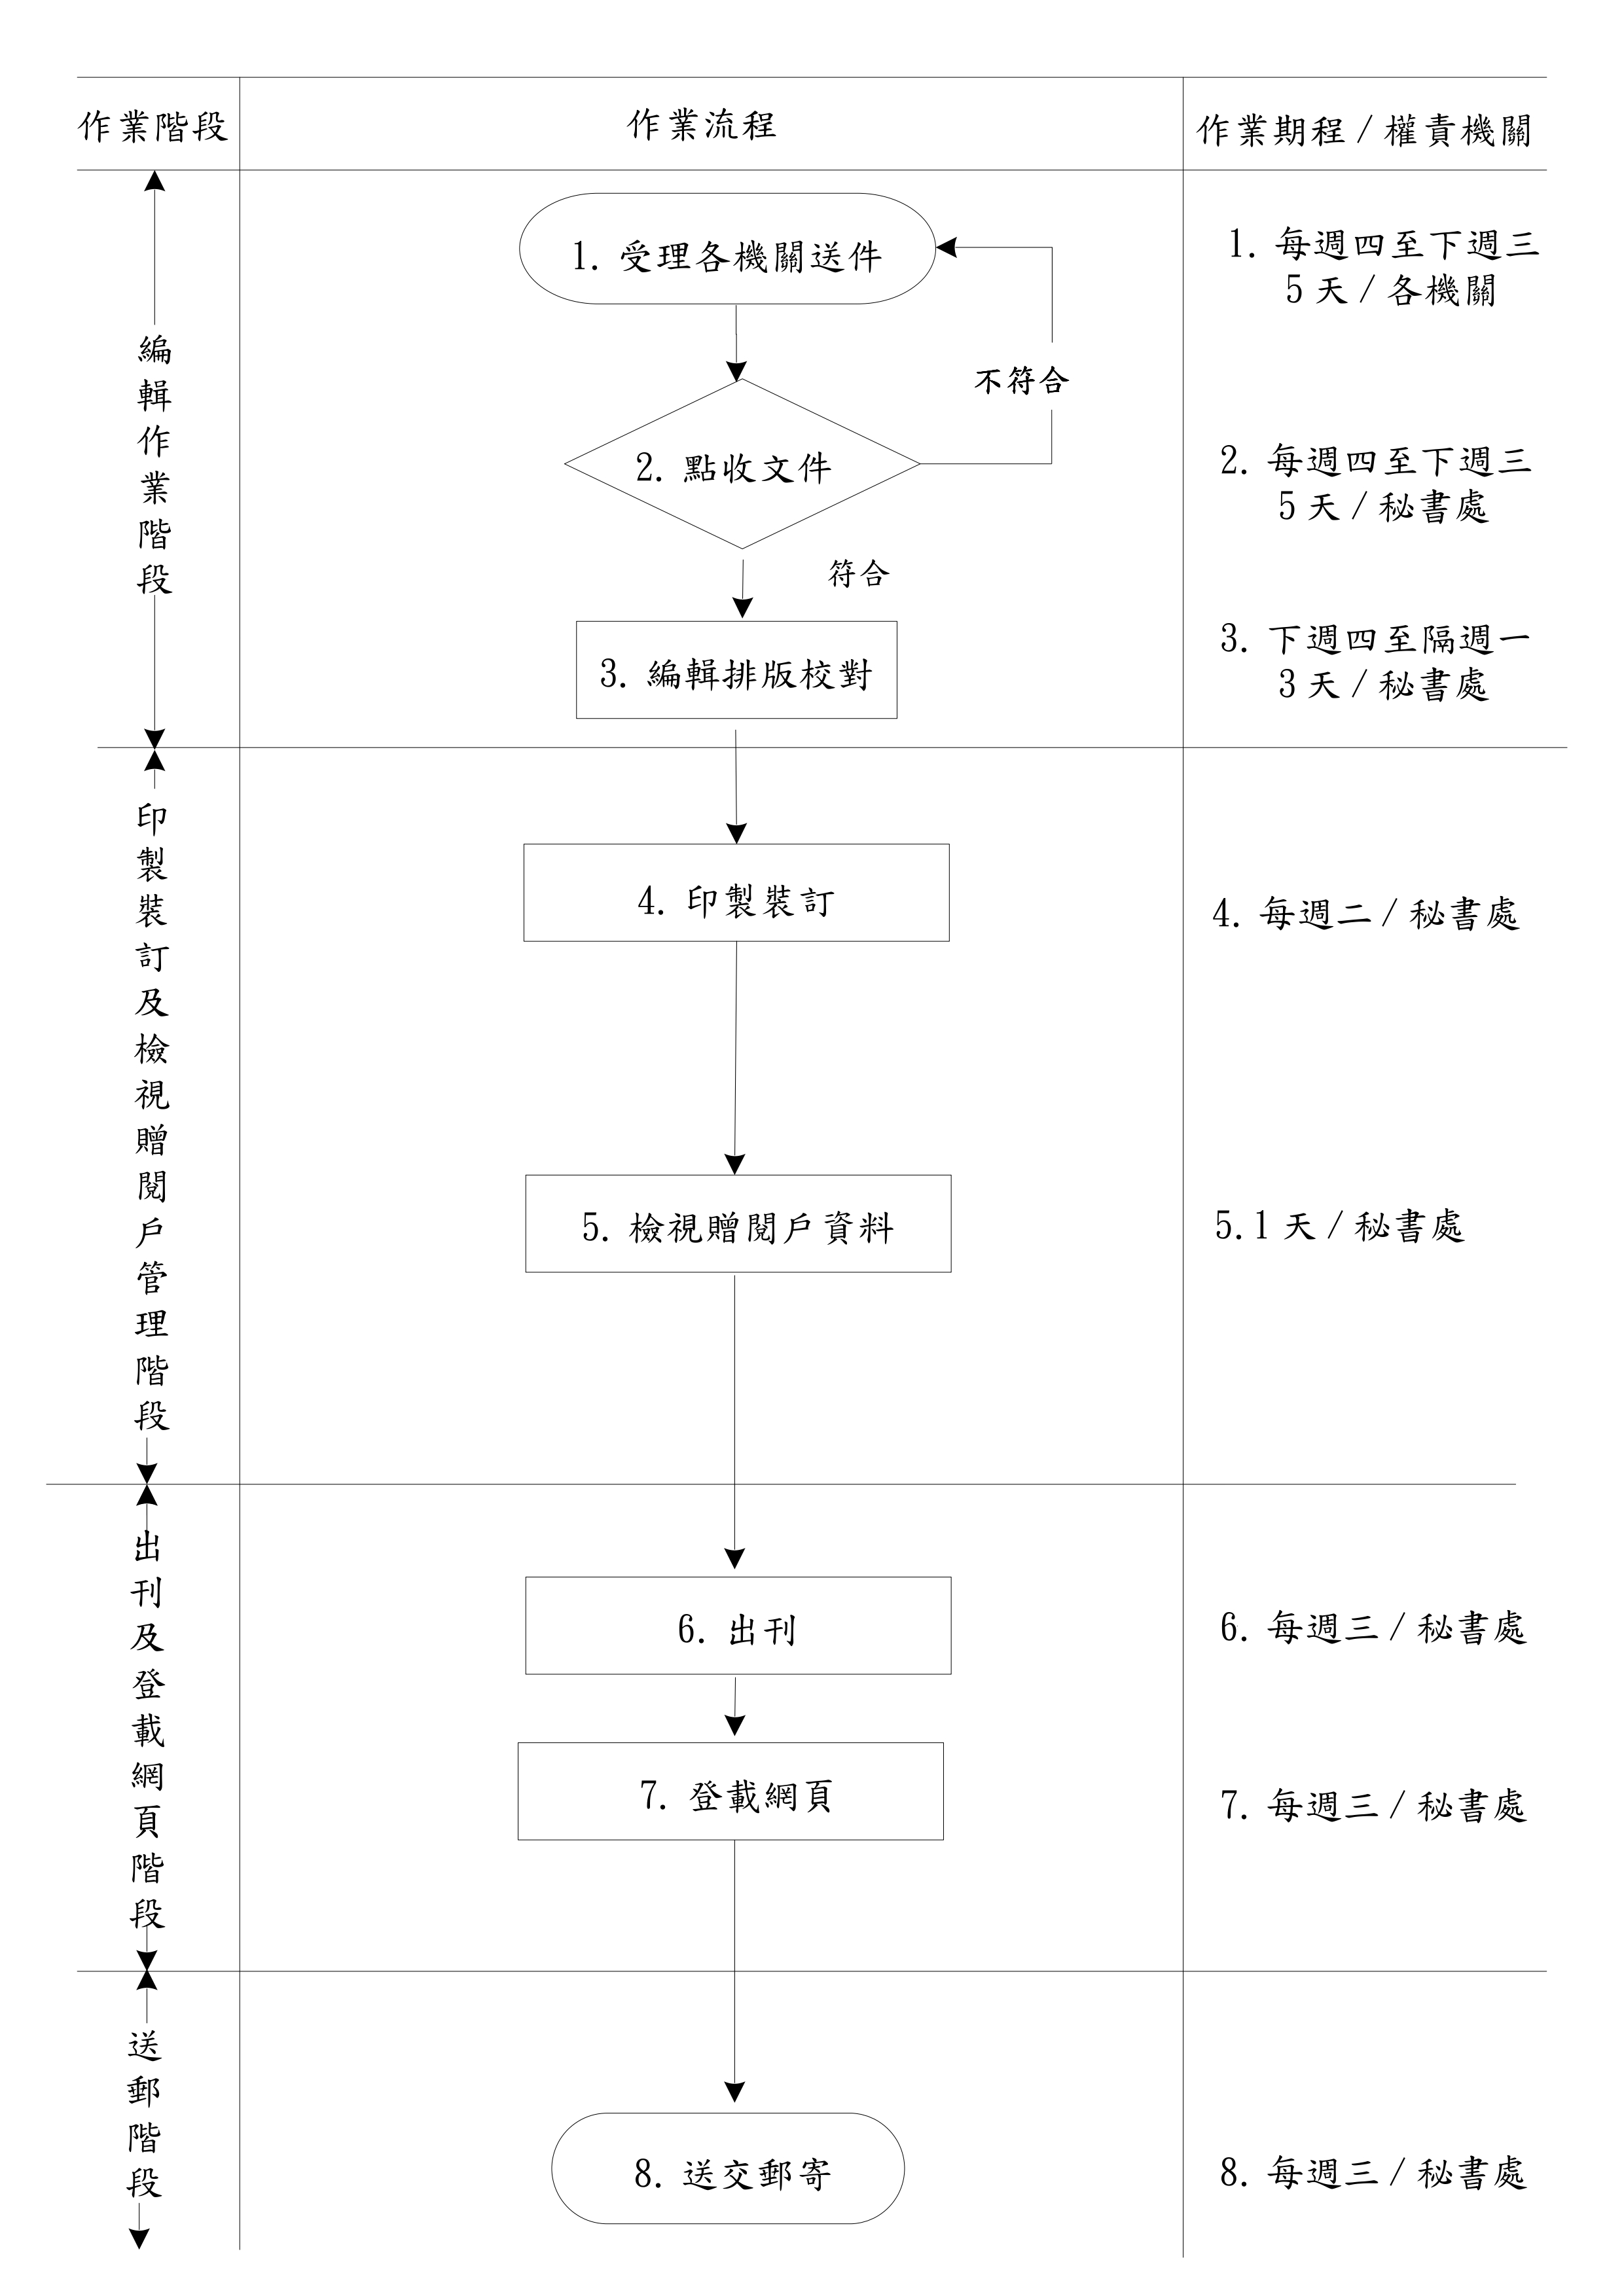 作業階段
作業流程
作業期程/權責機關
編輯作業階段
1. 受理各機關送件
1. 每週四至下週三
5天/各機關
不符合
2. 點收文件
2. 每週四至下週三
5天/秘書處
符合
3. 編輯排版校對
3. 下週四至隔週一
3天/秘書處
印製裝訂及檢視贈閱戶管理階段
4. 印製裝訂
4. 每週二/秘書處
5. 檢視贈閱戶資料
5.1天/秘書處
出刊及登載網頁階段
6. 出刊
6. 每週三/秘書處
7. 登載網頁
7. 每週三/秘書處
送郵階段
8. 送交郵寄
8. 每週三/秘書處